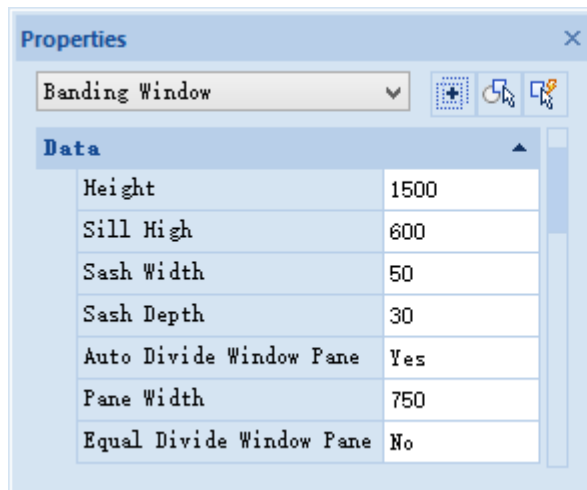 Properties
Banding Window
Data
Height 1500
Sill High 600
Sash Width 50
Sash Depth 30
Auto Divide Window Pane Yes
Pane Width 750
Equal Divide Window Pane No